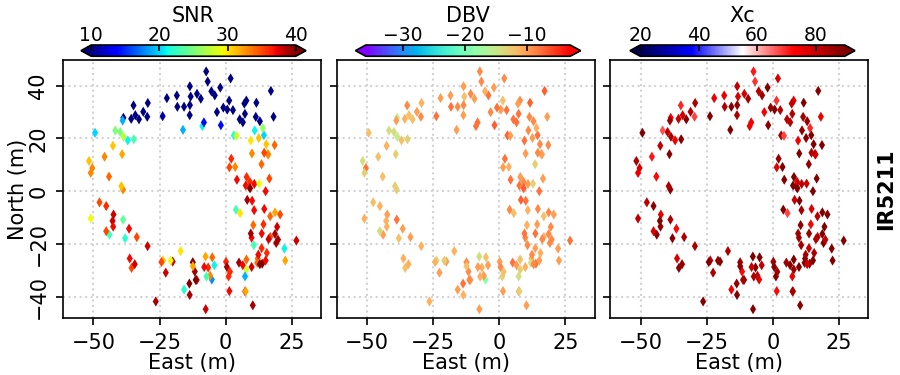 SNR DBV Xc
10 20 30 40 −30 −20 −10 20 40 60 80
40
20
0
−20
−40
North (m)
IR5211
−50 −25 0 25 −50 −25 0 25 −50 −25 0 25
East (m) East (m) East (m)